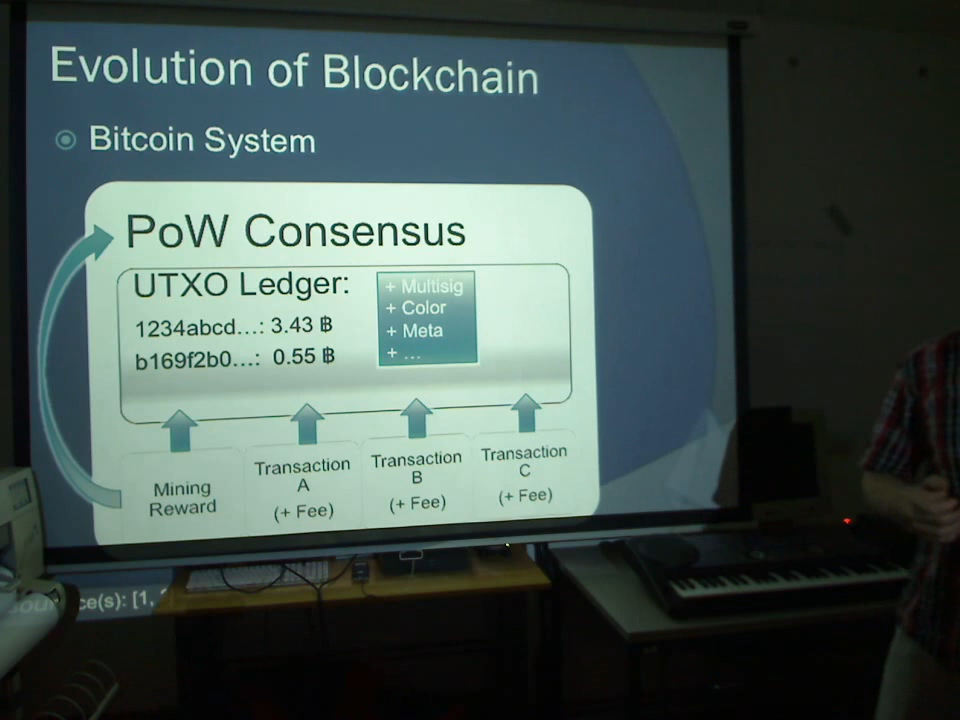 Evolution of Blockchain
Bitcoin System
PoW Consensus
UTXO Ledger:
1234abcd...: 3.43 ₿
b169f2b0...: 0.55 ₿
+ Multisig
+ Color
+ Meta
+ ...
Mining
Reward
Transaction
A
(+ Fee)
Transaction
B
(+ Fee)
Transaction
C
(+ Fee)
[1,